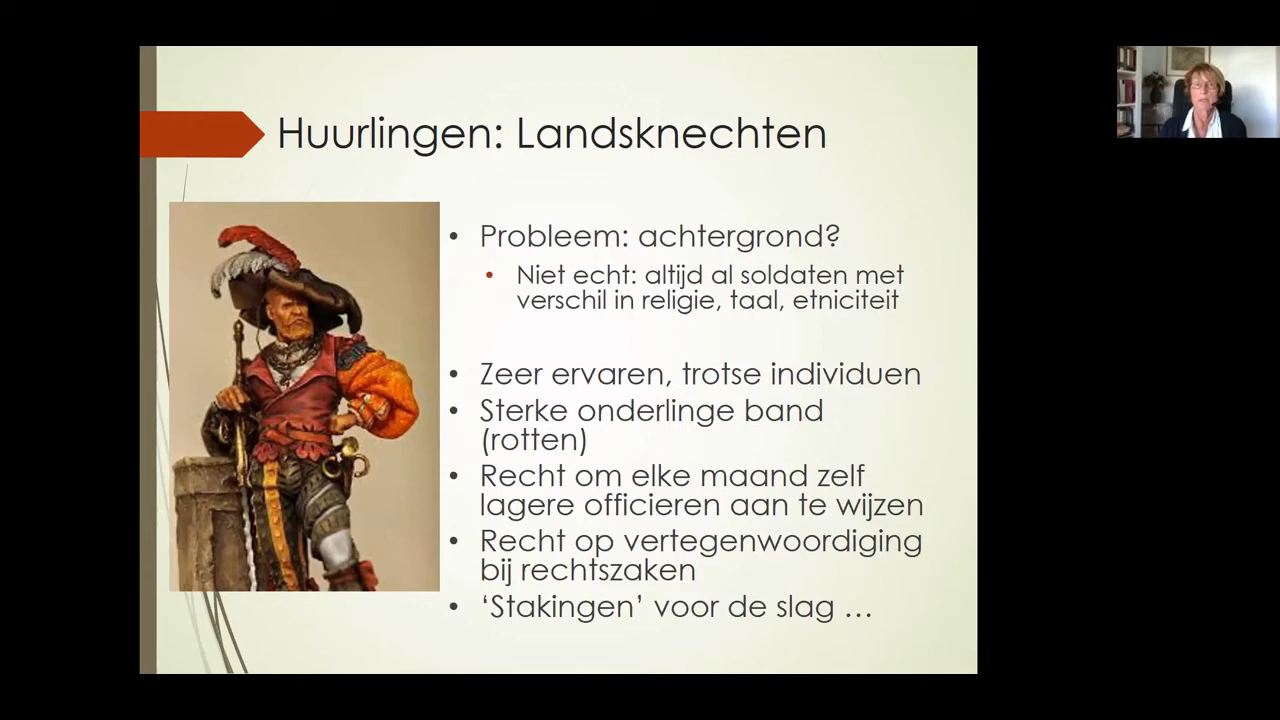 Huurlingen: Landsknechten
• Probleem: achtergrond?
• Niet echt: altijd al soldaten met
verschil in religie, taal, etniciteit
• Zeer ervaren, trotse individuen
• Sterke onderlinge band
(rotten)
• Recht om elke maand zelf
lagere officieren aan te wijzen
• Recht op vertegenwoordiging
bij rechtszaken
• ‘Stakingen’ voor de slag …